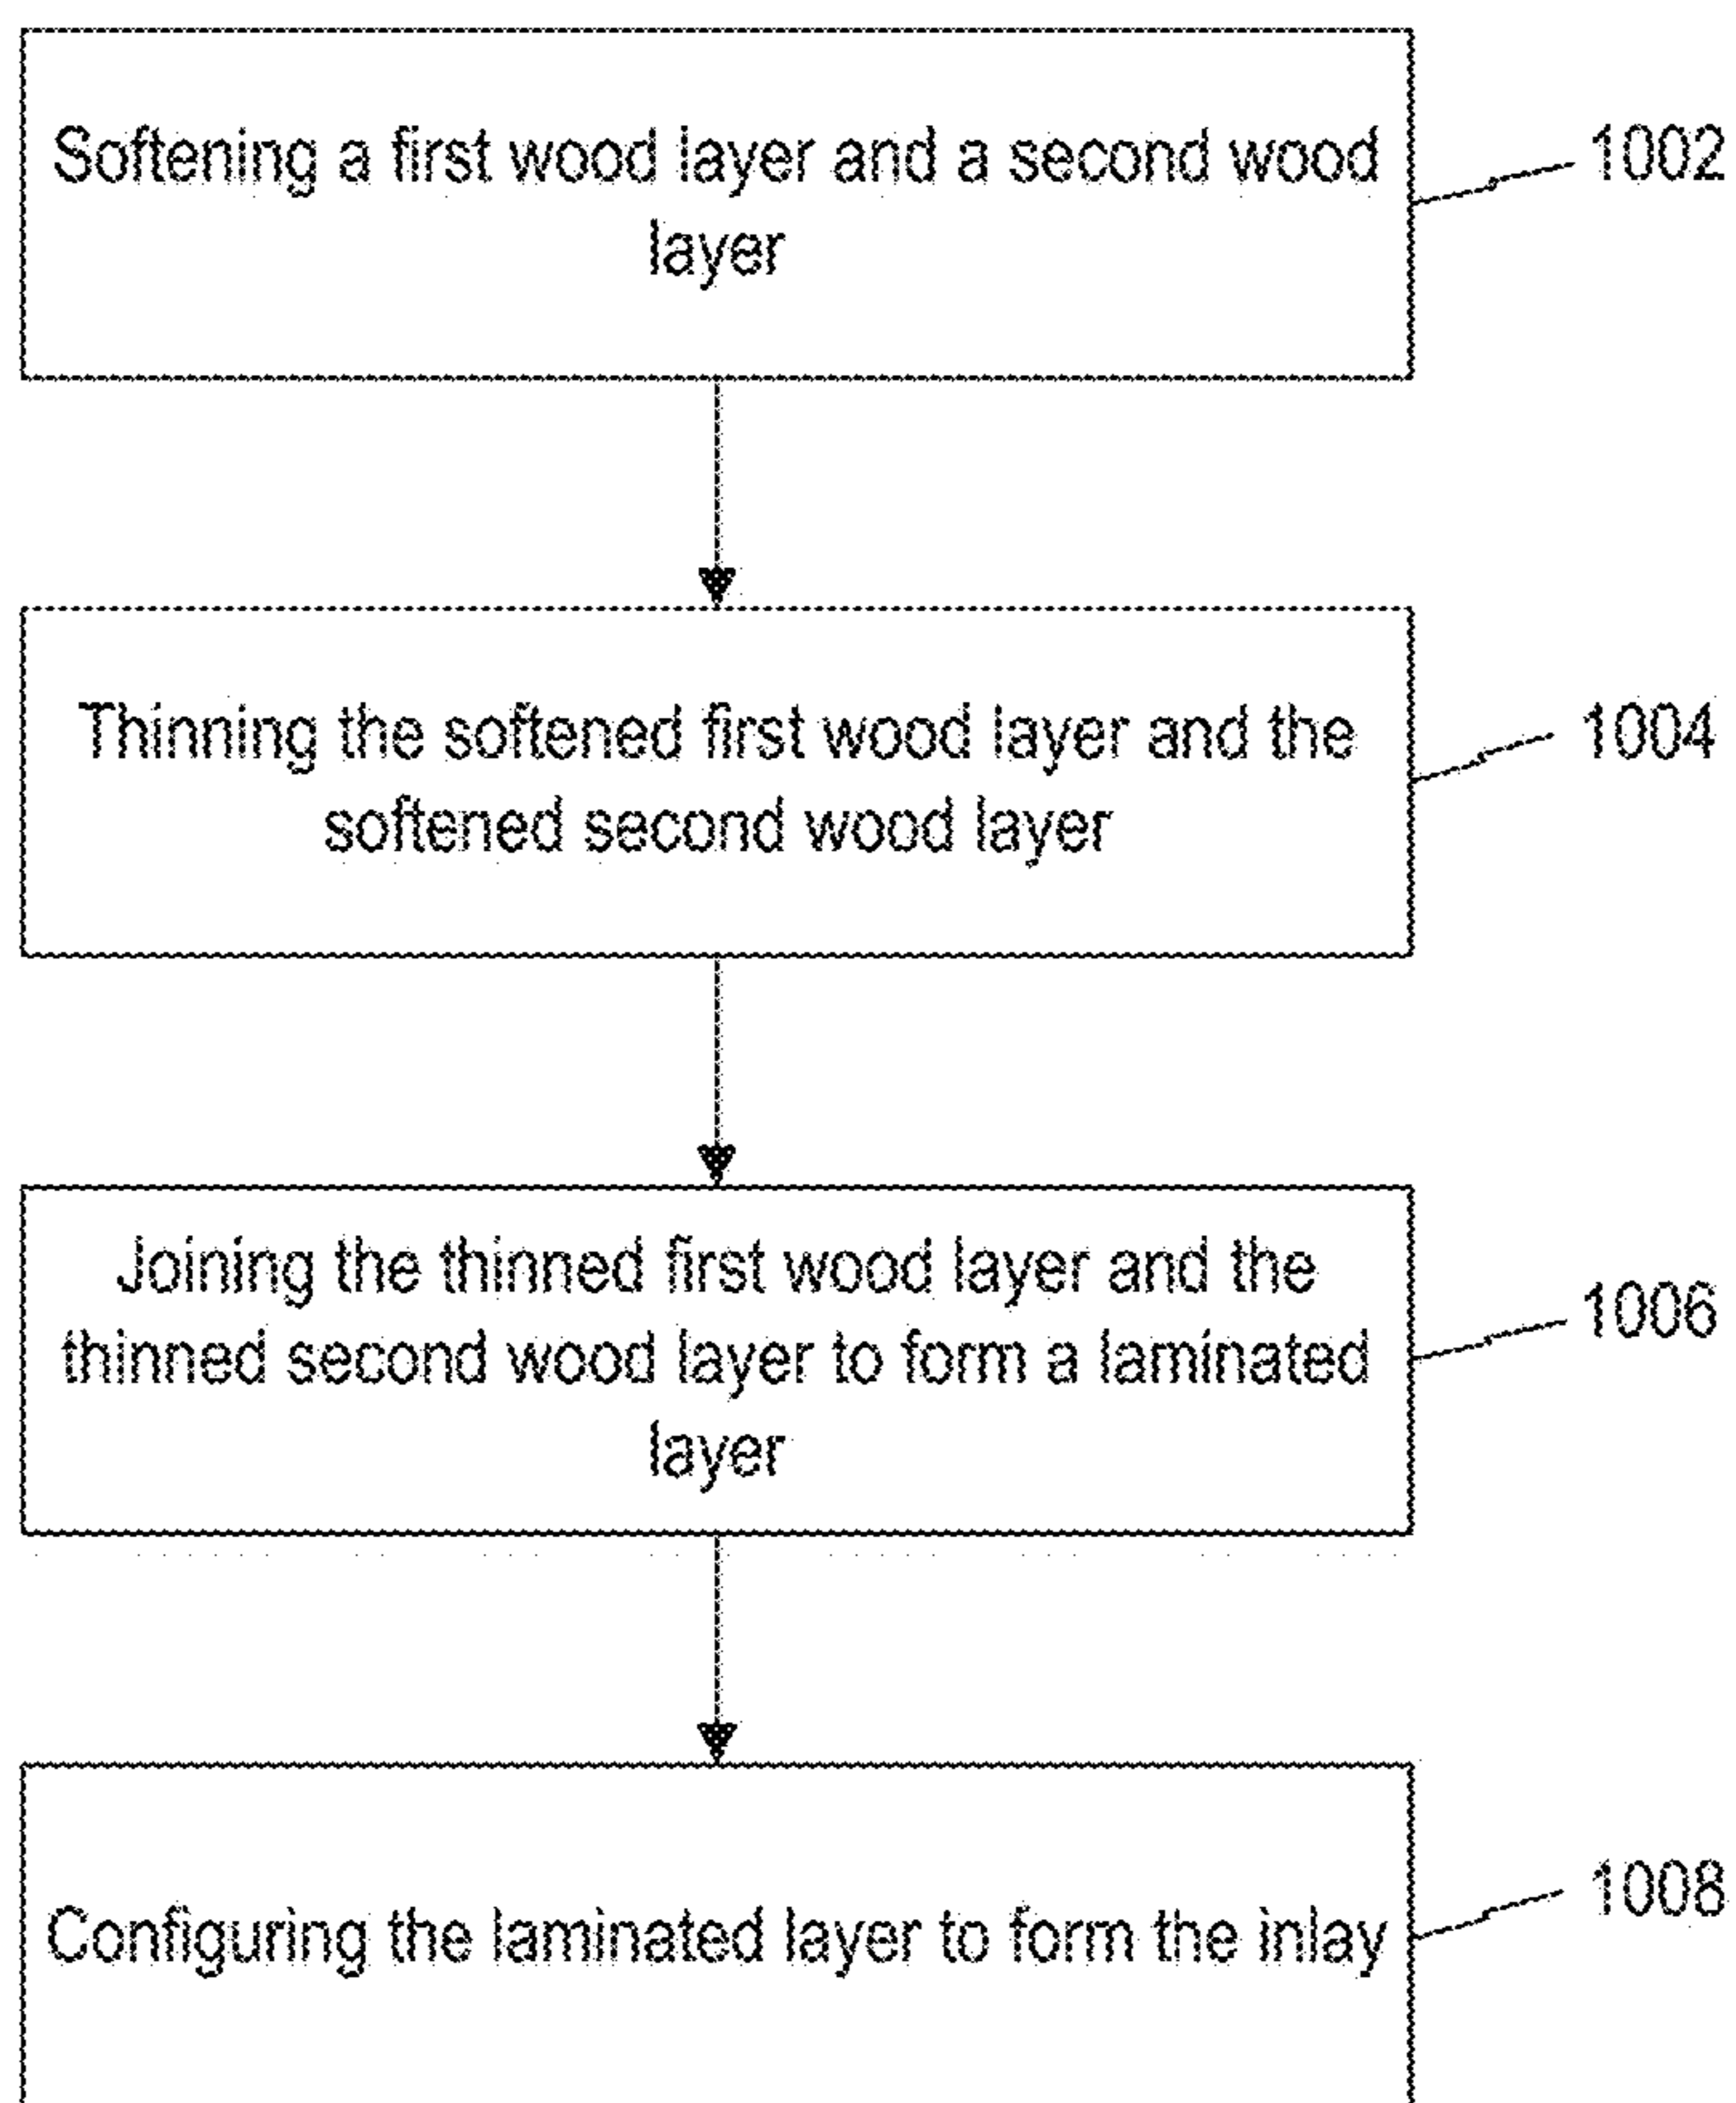 Softening a first wood layer and a second wood
layer
1002
Thinning the softened first wood layer and the
softened second wood layer
1004
Joining the thinned first wood layer and the
thinned second wood layer to form a laminated
layer
1006
Configuring the laminated layer to form the inlay
1008